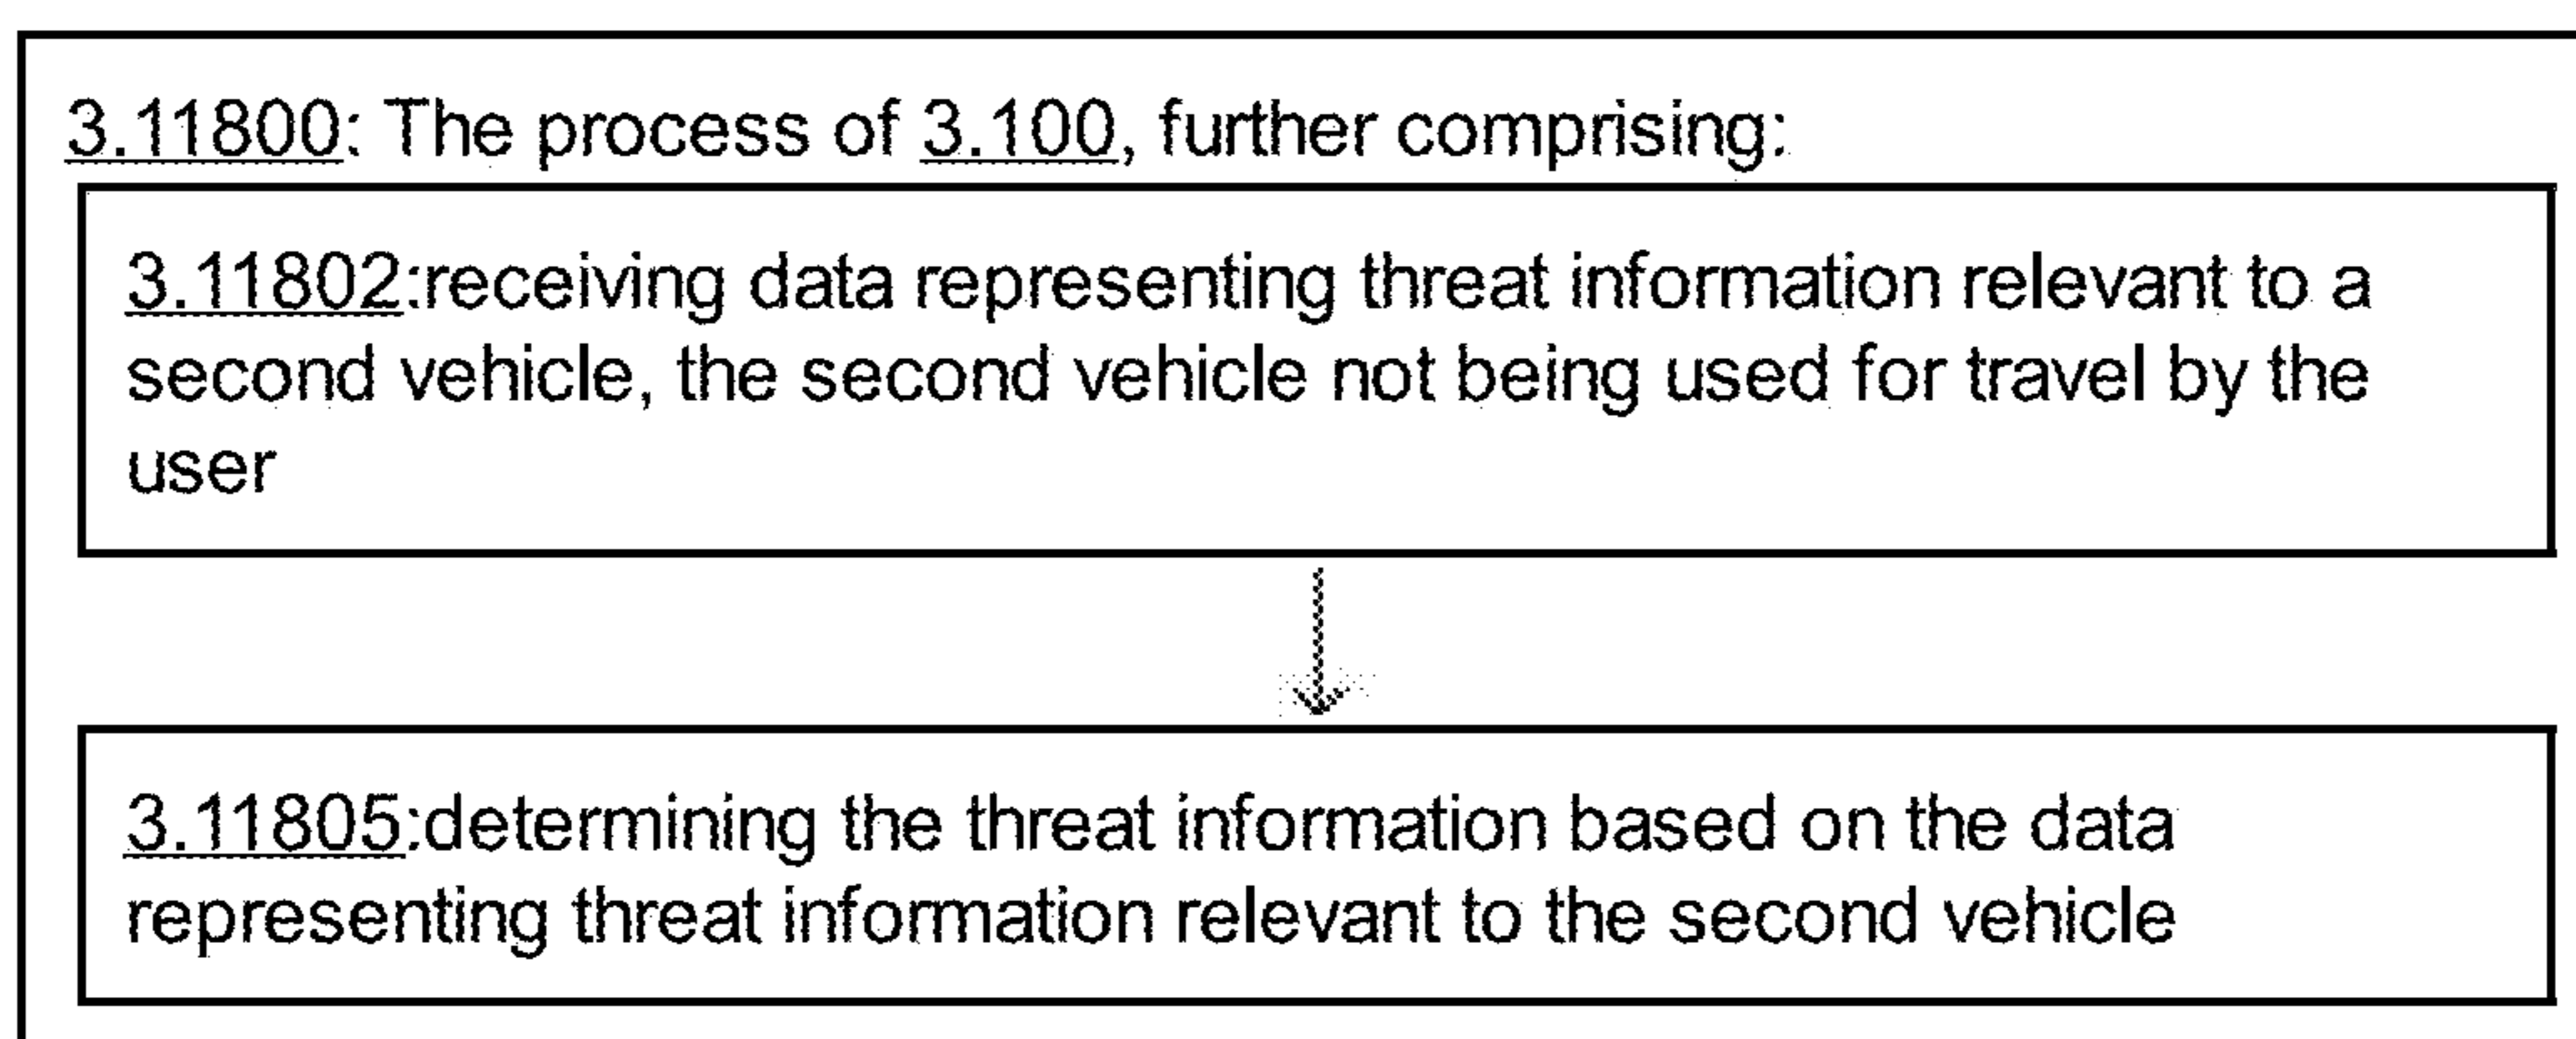 3.11800: The process of 3.100, further comprising:
3.11802:receiving data representing threat information relevant to a
second vehicle, the second vehicle not being used for travel by the
user
3.11805:determining the threat information based on the data
representing threat information relevant to the second vehicle